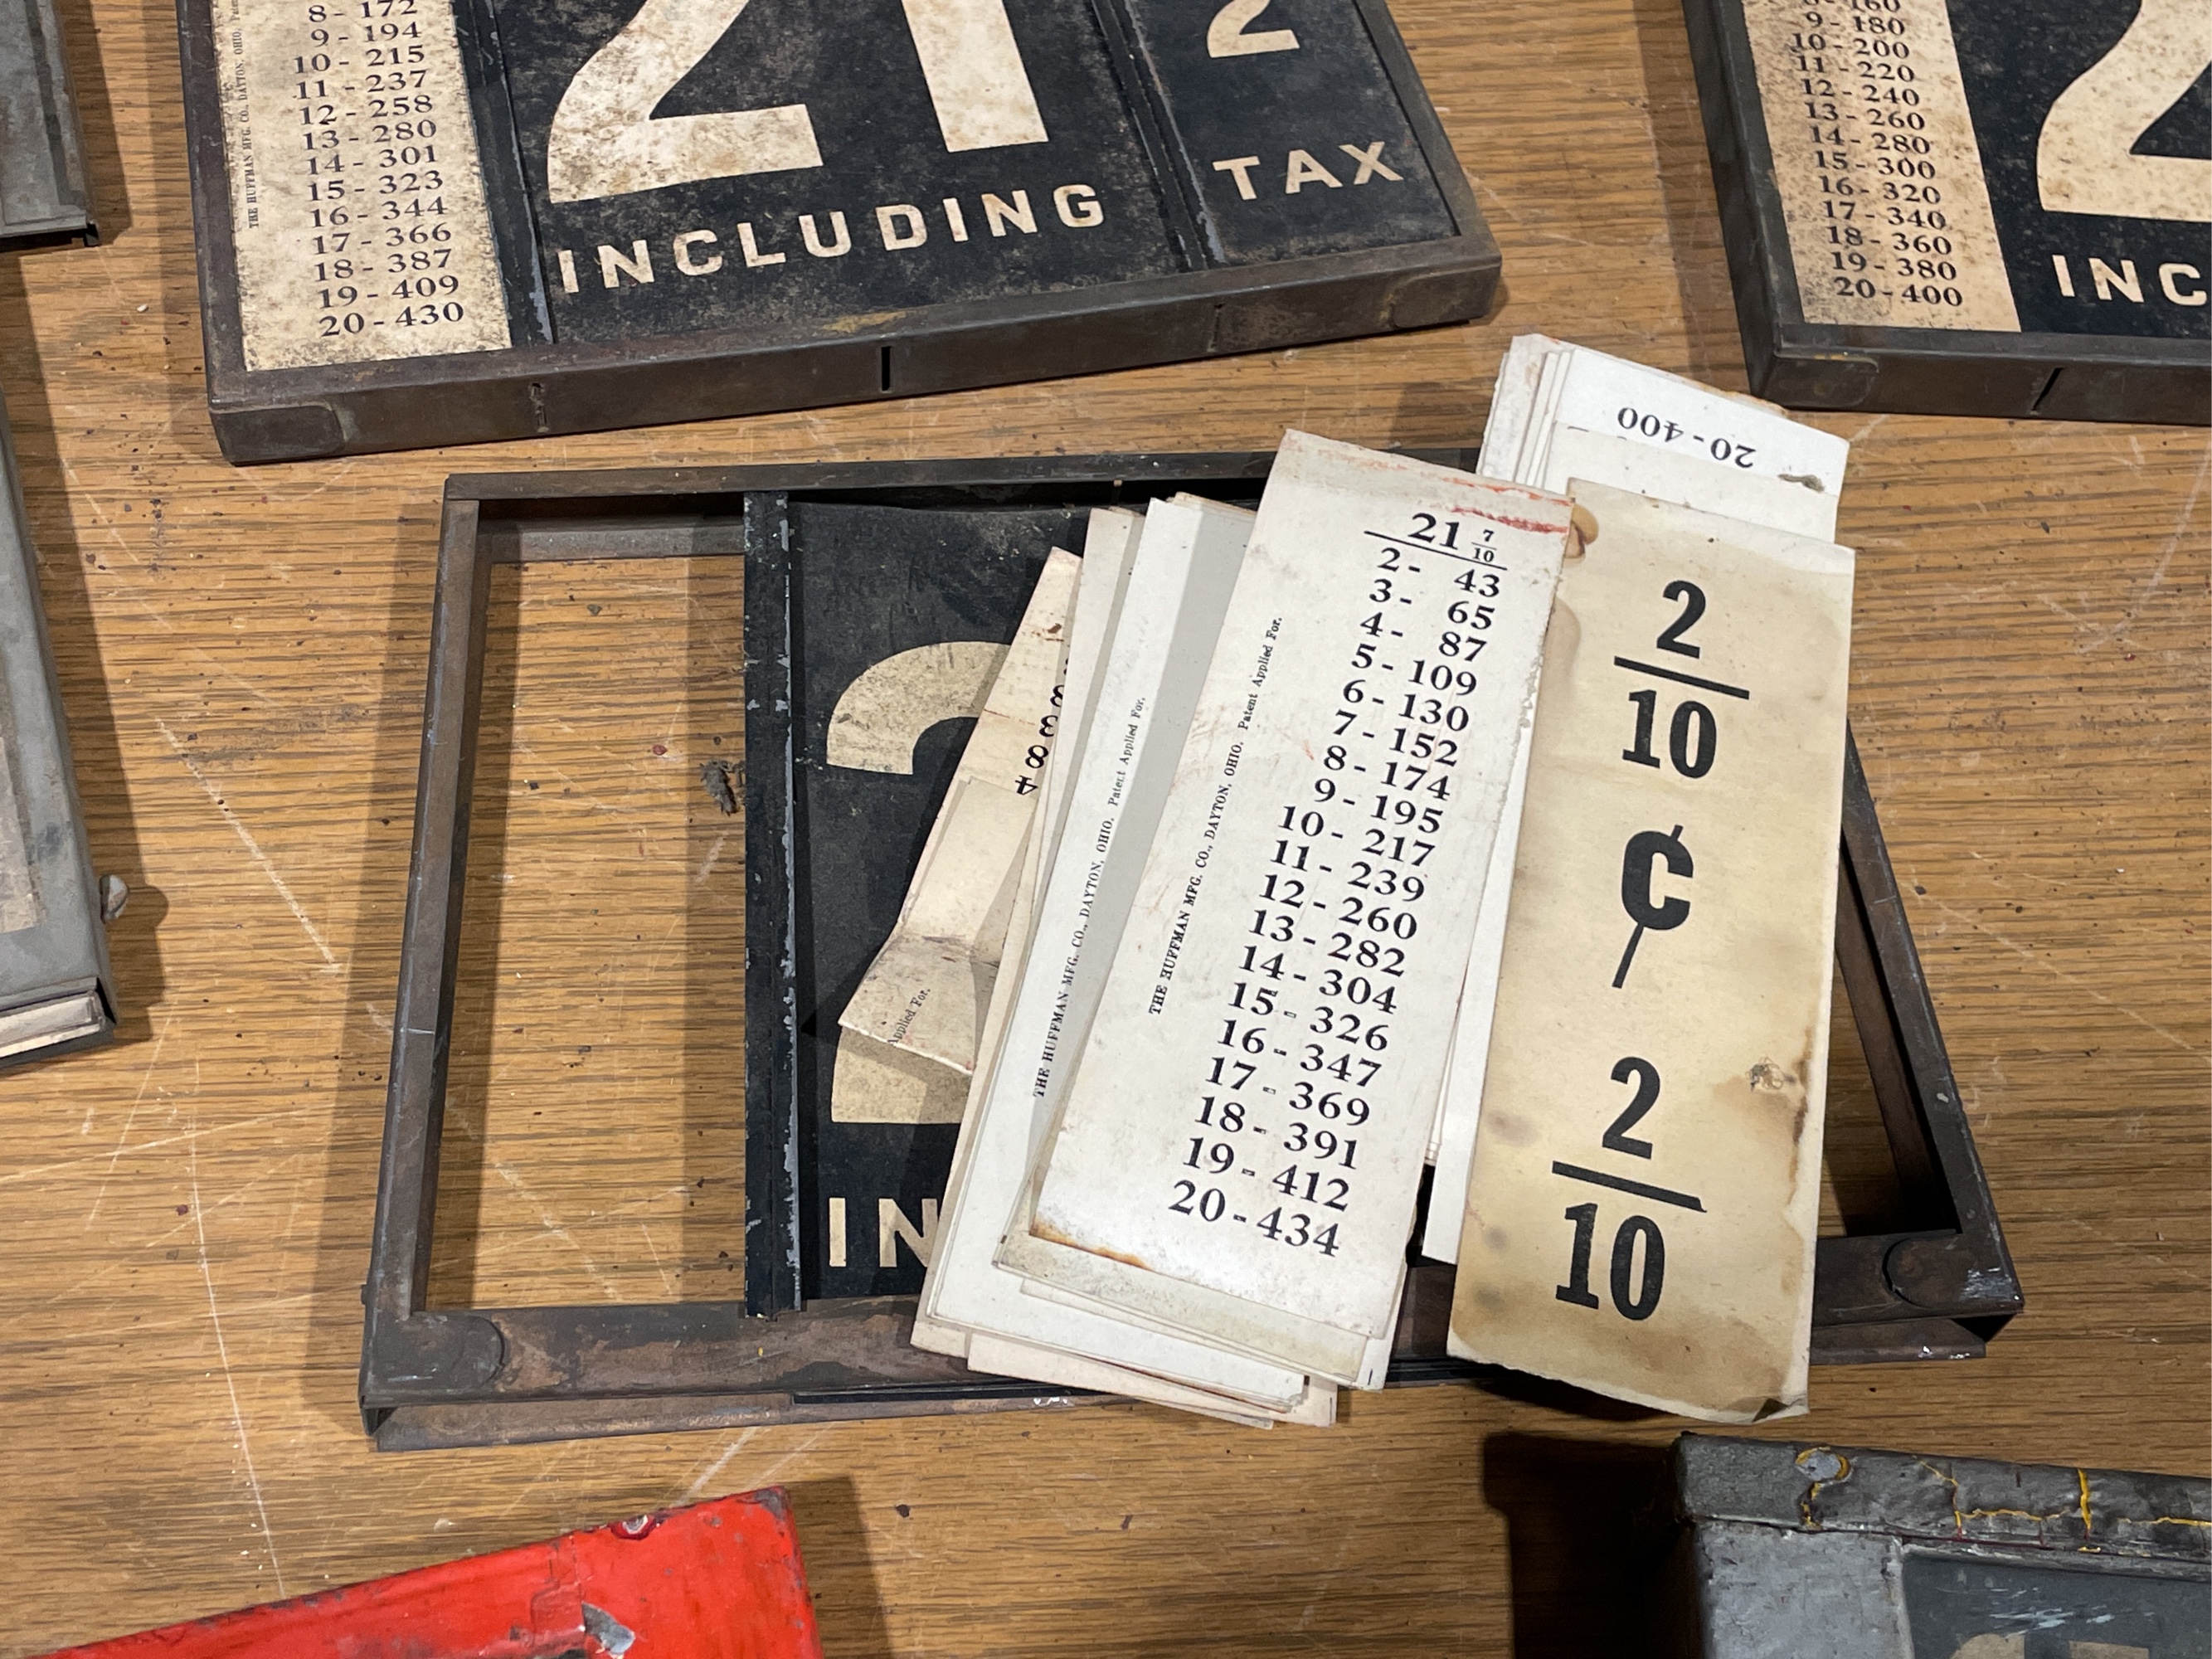 8 - 172
9 - 194
10 - 215
11 - 237
12 - 258
13 - 280
14 - 301
15 - 323
16 - 344
17 - 366
18 - 387
19 - 409
20 - 430
THE HUFFMAN MFG. CO. DAYTON, OHIO.
21
INCLUDING
2
TAX
9 - 180
10 - 200
11 - 220
12 - 240
13 - 260
14 - 280
15 - 300
16 - 320
17 - 340
18 - 360
19 - 380
20 - 400
2
INC
20 - 400
2
IN
8
8
8
4
Applied For.
THE HUFFMAN MFG. CO., DAYTON, OHIO. Patent Applied For.
THE HUFFMAN MFG. CO., DAYTON, OHIO. Patent Applied For.
21 7/10
2 - 43
3 - 65
4 - 87
5 - 109
6 - 130
7 - 152
8 - 174
9 - 195
10 - 217
11 - 239
12 - 260
13 - 282
14 - 304
15 - 326
16 - 347
17 - 369
18 - 391
19 - 412
20 - 434
2/10
¢
2/10